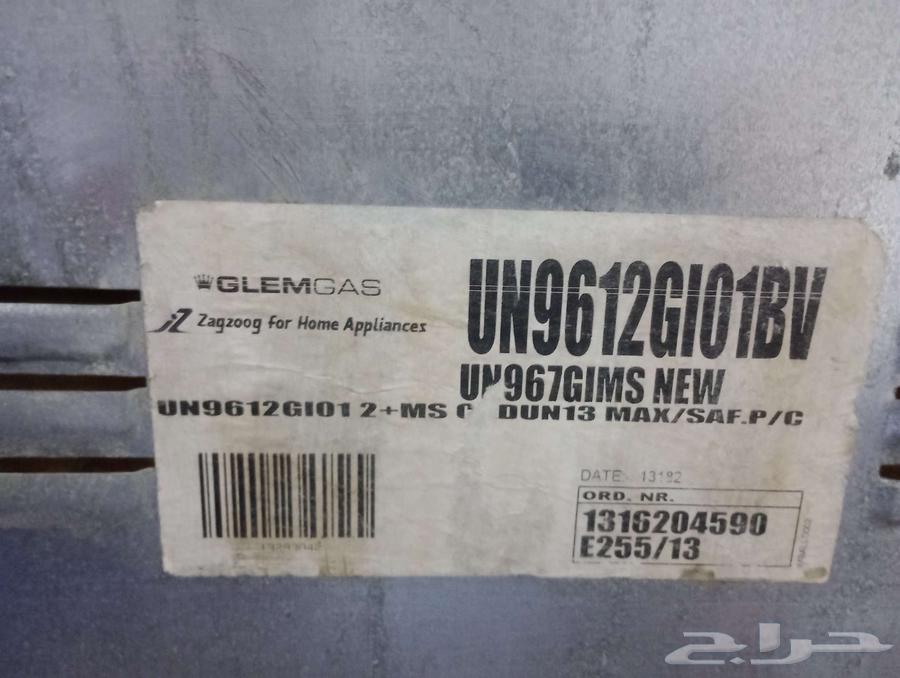 GLEMGAS
Zagzoog For Home Appliances
UN9612GI01BV
UN967GIMS NEW
UN9612GI01 2+MS C DUN13 MAX/SAF.P/G
DATE: 13182
ORD. NR.
1316204590
E255/13
حراج